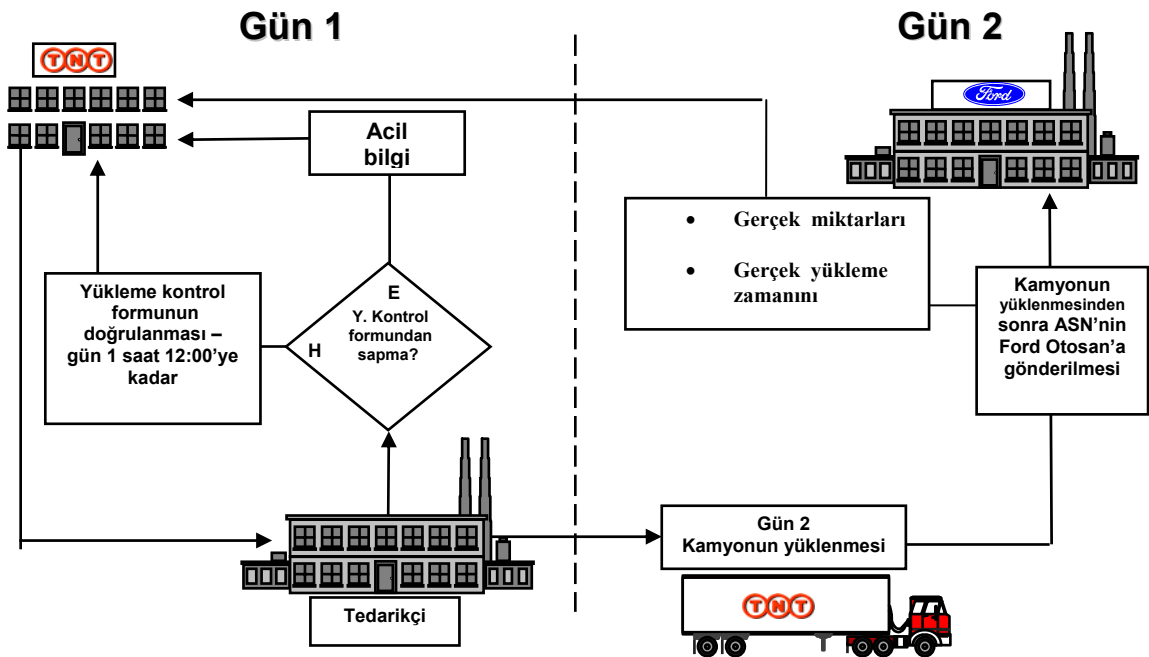 Gün 1
TNT
Acil
bilgi
Yükleme kontrol
formunun
doğrulanması –
gün 1 saat 12:00'ye
kadar
E
Y. Kontrol
formundan
sapma?
H
Tedarikçi
Gün 2
Ford
• Gerçek miktarları
• Gerçek yükleme
zamanını
Kamyonun
yüklenmesinden
sonra ASN'nin
Ford Otosan'a
gönderilmesi
Gün 2
Kamyonun yüklenmesi
TNT